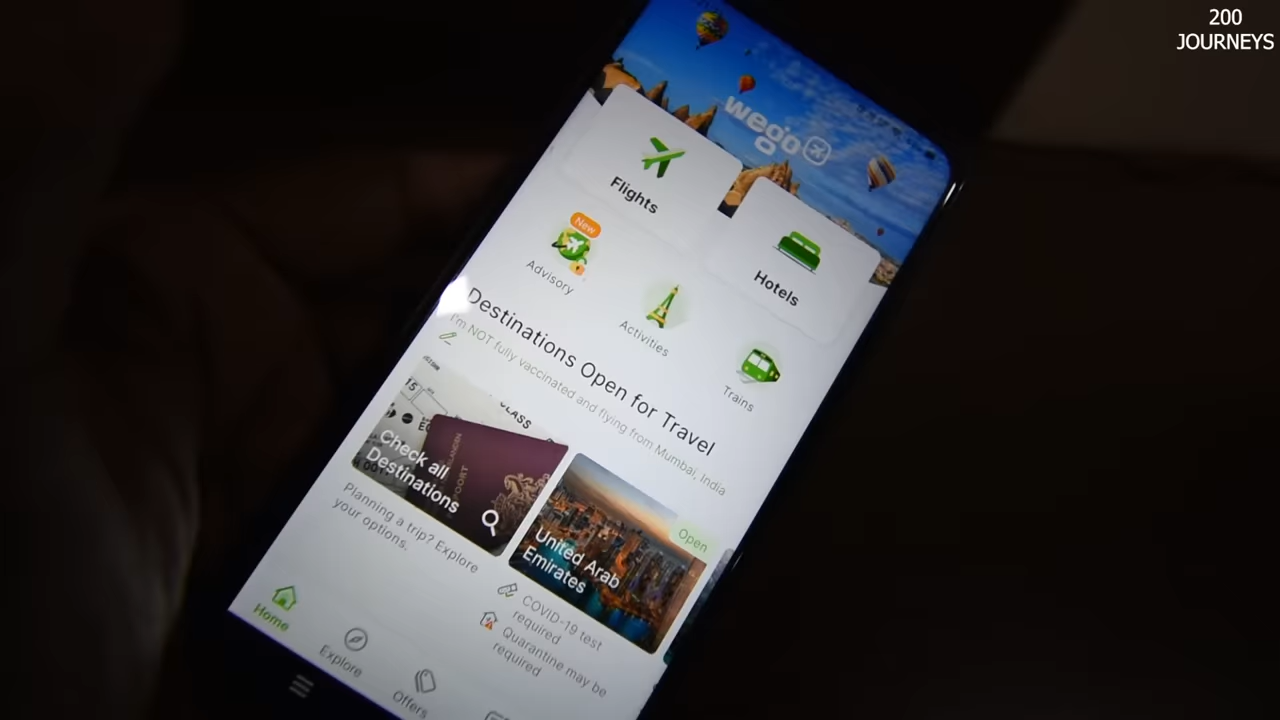 200
JOURNEYS
wego
Flights
Hotels
New
Advisory
Activities
Trains
Destinations Open for Travel
I'm NOT fully vaccinated and flying from Mumbai, India
15
CLASS
Check all
Destinations
Planning a trip? Explore
your options.
Open
United Arab
Emirates
COVID-19 test
required
Quarantine may be
required
Home
Explore
Offers